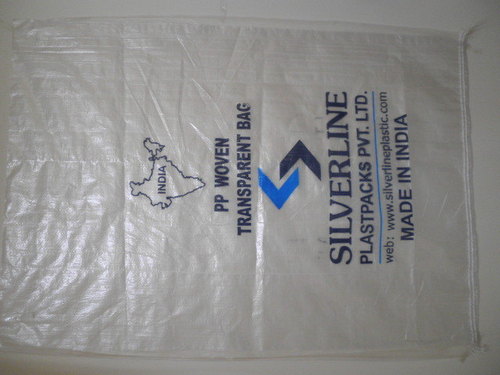 INDIA
PP WOVEN
TRANSPARENT BAG
SILVERLINE
PLASTPACKS PVT. LTD.
web: www.silverlineplastic.com
MADE IN INDIA